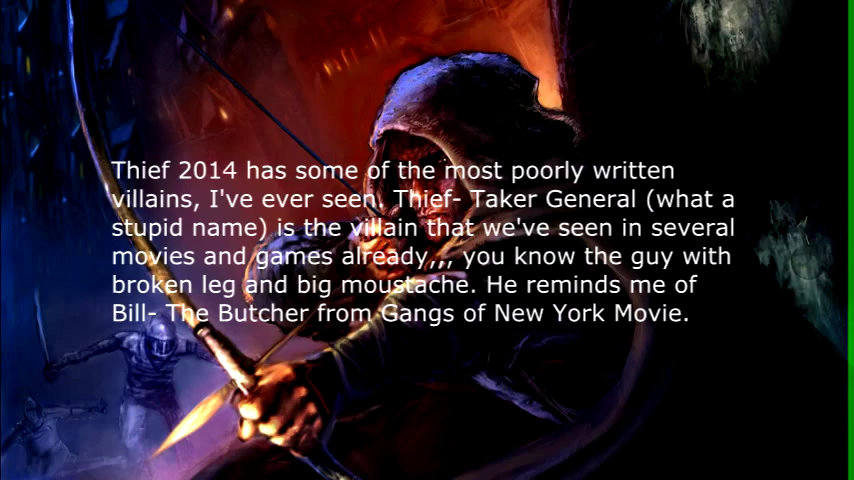 Thief 2014 has some of the most poorly written
villains, I've ever seen. Thief- Taker General (what a
stupid name) is the villain that we've seen in several
movies and games already,,, you know the guy with
broken leg and big moustache. He reminds me of
Bill- The Butcher from Gangs of New York Movie.